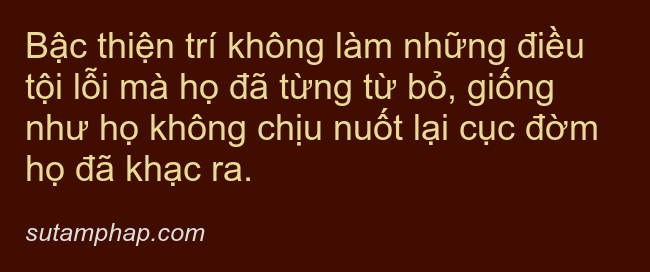 Bậc thiện trí không làm những điều
tội lỗi mà họ đã từng từ bỏ, giống
như họ không chịu nuốt lại cục đờm
họ đã khạc ra.
sutamphap.com